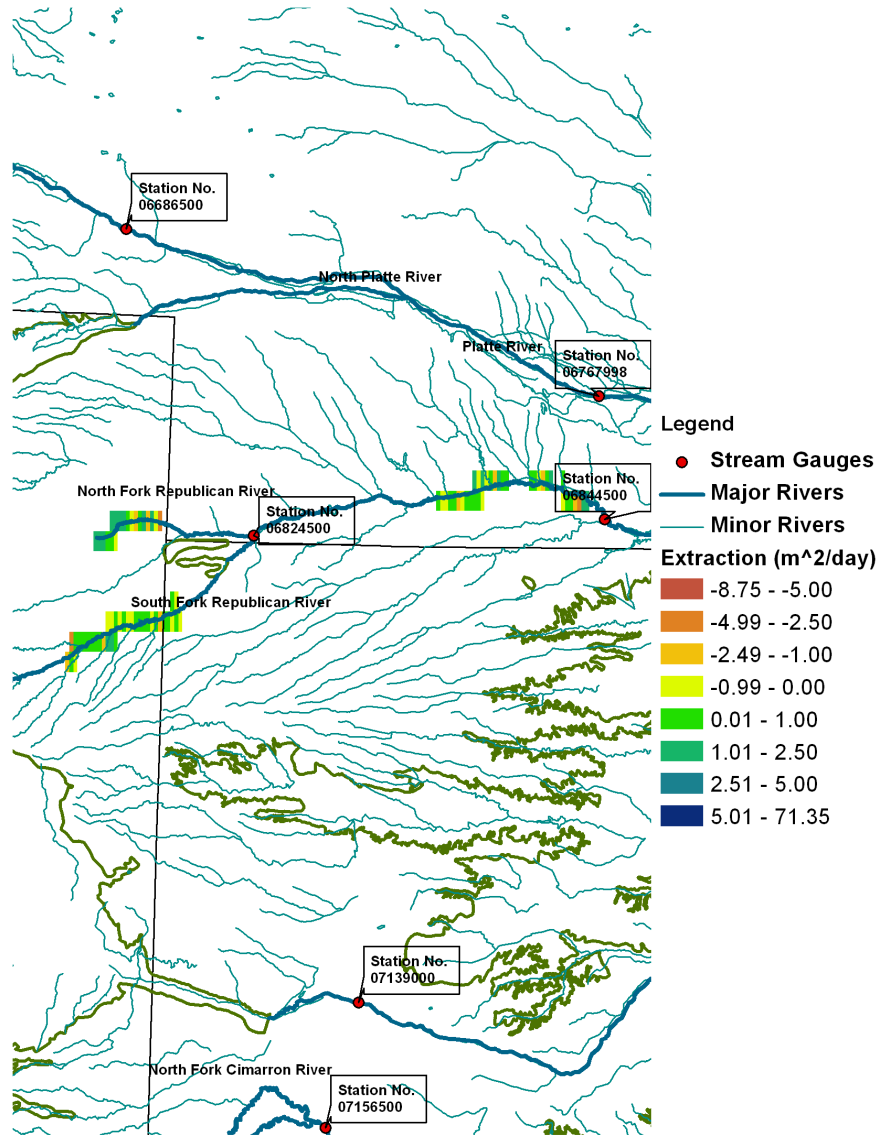 Station No.
06686500
North Platte River
Platte River
Station No.
06767998
Legend
Stream Gauges
Major Rivers
Minor Rivers
Extraction (m^2/day)
-8.75 - -5.00
-4.99 - -2.50
-2.49 - -1.00
-0.99 - 0.00
0.01 - 1.00
1.01 - 2.50
2.51 - 5.00
5.01 - 71.35
North Fork Republican River
Station No.
06824500
Station No.
06844500
South Fork Republican River
Station No.
07139000
North Fork Cimarron River
Station No.
07156500